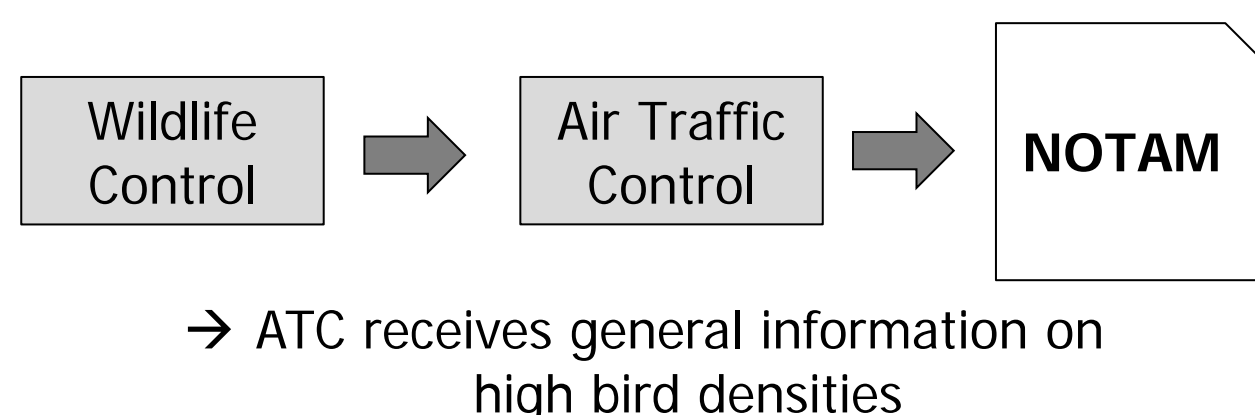 Wildlife
Control
Air Traffic
Control
NOTAM
→ ATC receives general information on
high bird densities